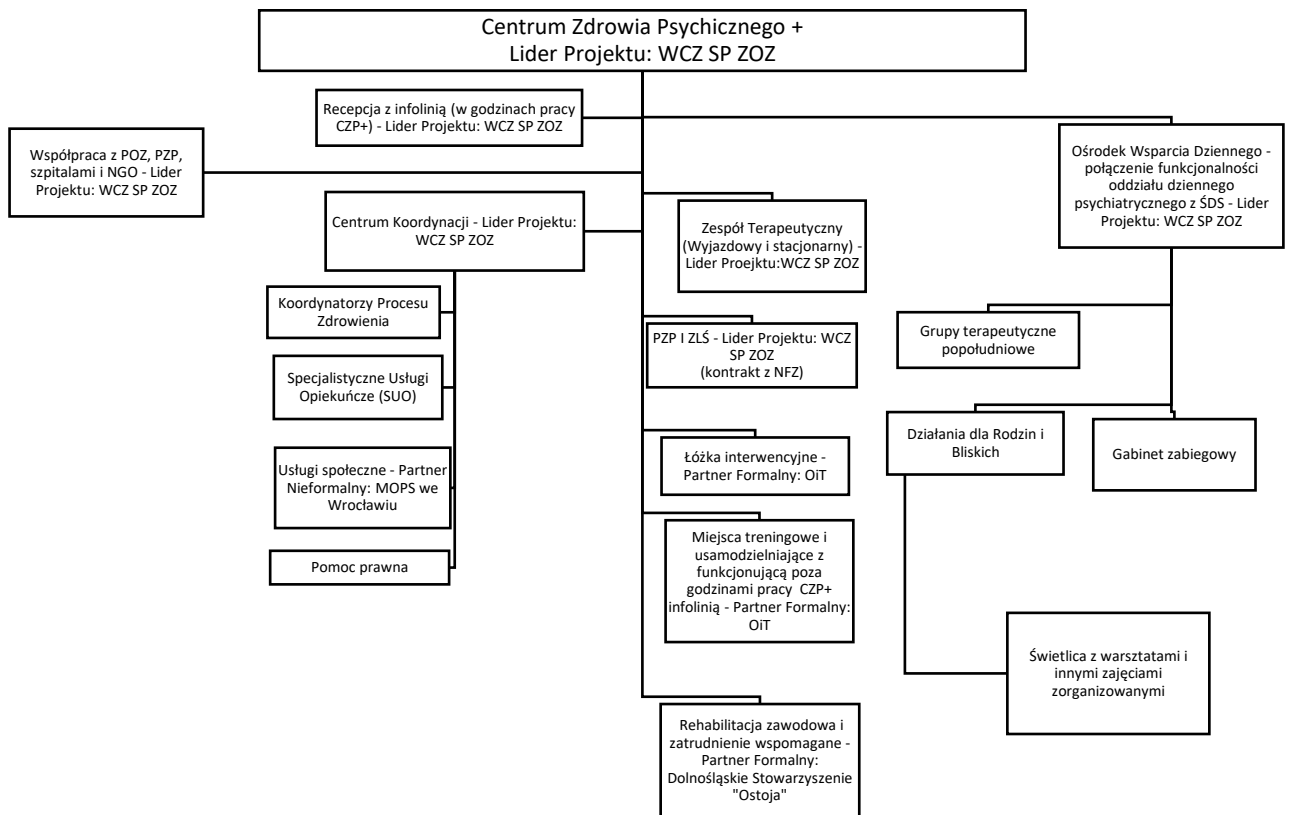 Centrum Zdrowia Psychicznego +
Lider Projektu: WCZ SP ZOZ
Recepcja z infolinią (w godzinach pracy
CZP+) - Lider Projektu: WCZ SP ZOZ
Współpraca z POZ, PZP,
szpitalami i NGO - Lider
Projektu: WCZ SP ZOZ
Ośrodek Wsparcia Dziennego -
połączenie funkcjonalności
oddziału dziennego
psychiatrycznego z ŚDS - Lider
Projektu: WCZ SP ZOZ
Centrum Koordynacji - Lider Projektu:
WCZ SP ZOZ
Zespół Terapeutyczny
(Wyjazdowy i stacjonarny) -
Lider Proejktu:WCZ SP ZOZ
Koordynatorzy Procesu
Zdrowienia
Grupy terapeutyczne
popołudniowe
PZP I ZLŚ - Lider Projektu: WCZ
SP ZOZ
(kontrakt z NFZ)
Specjalistyczne Usługi
Opiekuńcze (SUO)
Działania dla Rodzin i
Bliskich
Gabinet zabiegowy
Łóżka interwencyjne -
Partner Formalny: OiT
Usługi społeczne - Partner
Nieformalny: MOPS we
Wrocławiu
Miejsca treningowe i
usamodzielniające z
funkcjonującą poza
godzinami pracy CZP+
infolinią - Partner Formalny:
OiT
Pomoc prawna
Świetlica z warsztatami i
innymi zajęciami
zorganizowanymi
Rehabilitacja zawodowa i
zatrudnienie wspomagane -
Partner Formalny:
Dolnośląskie Stowarzyszenie
"Ostoja"